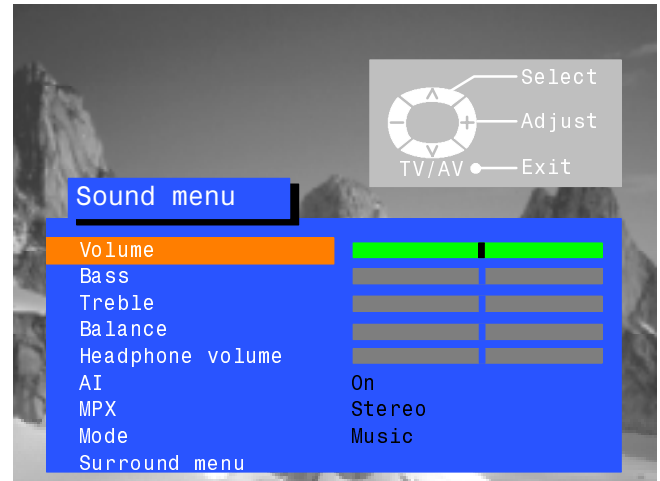 Select
Adjust
TV/AV Exit
Sound menu
Volume
Bass
Treble
Balance
Headphone volume
AI On
MPX Stereo
Mode Music
Surround menu